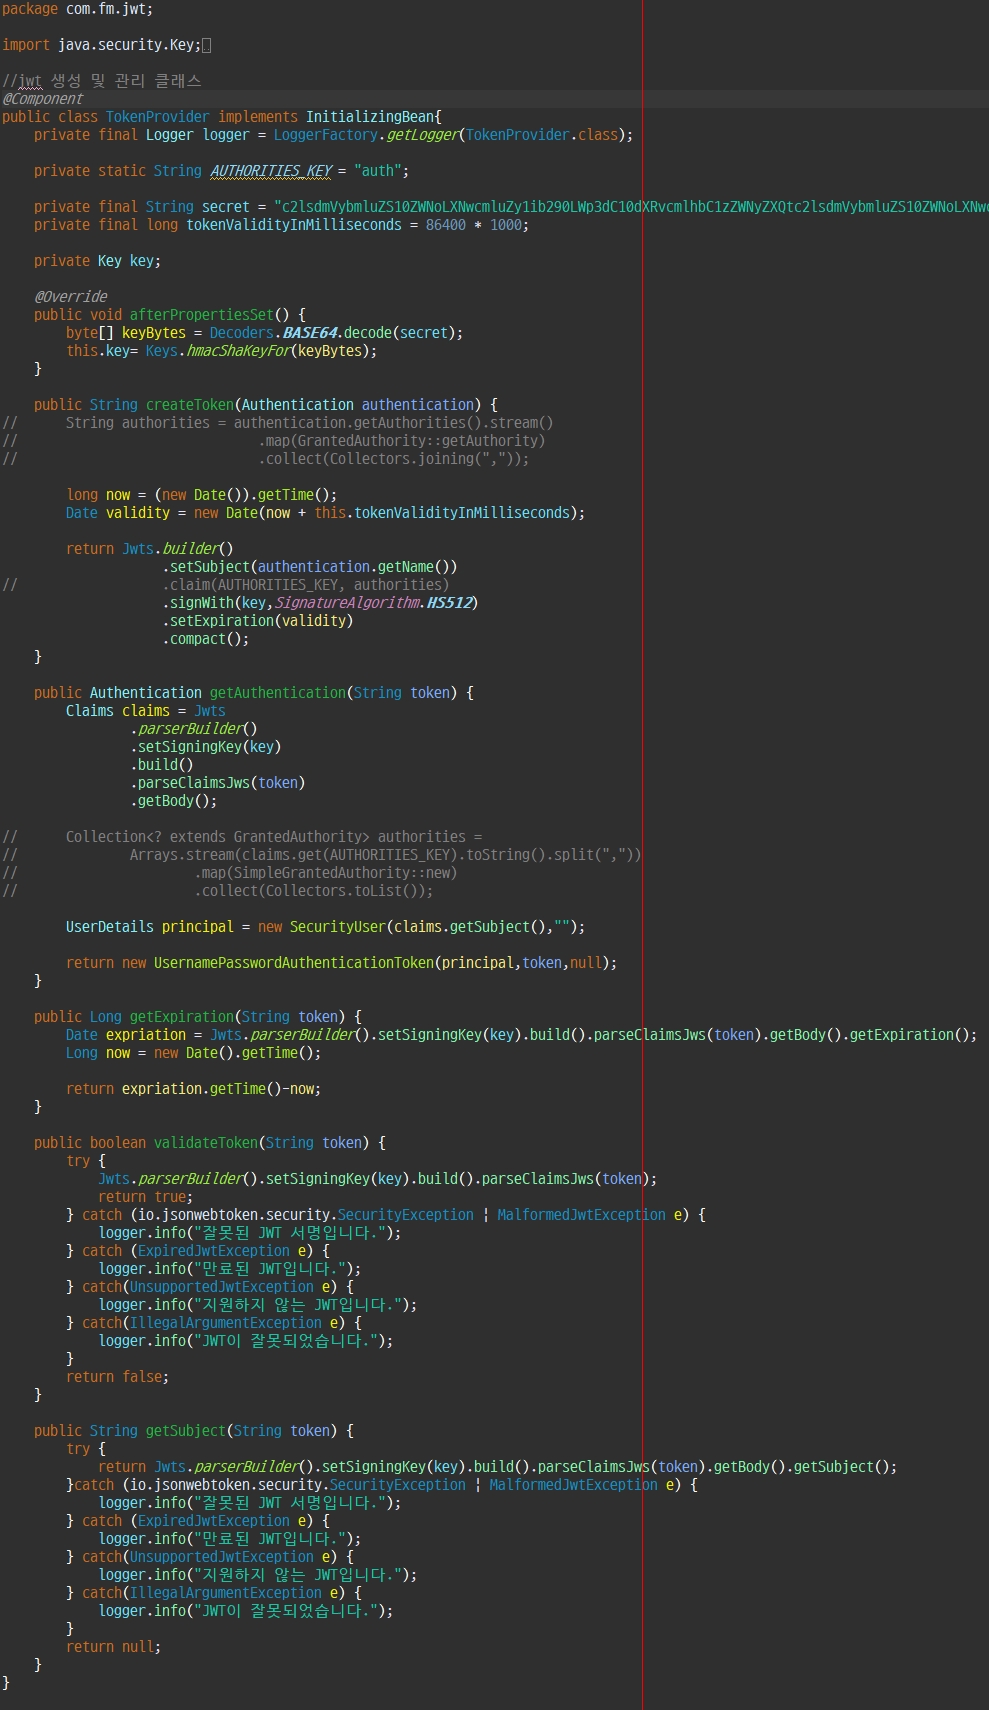 package com.fm.jwt;
import java.security.Key;
//jwt 생성 및 관리 클래스
@Component
public class TokenProvider implements InitializingBean{
private final Logger logger = LoggerFactory.getLogger(TokenProvider.class);
private static String AUTHORITIES_KEY = "auth";
private final String secret = "c2lsdmVybmluZS10ZWNoLXNwcmluZy1ib290LWp3dC10dXRvcmlhbC1zZWNyZXQtc2lsdmVybmluZS10ZWNoLXNwc
private final long tokenValidityInMilliseconds = 86400 * 1000;
private Key key;
@Override
public void afterPropertiesSet() {
byte[] keyBytes = Decoders.BASE64.decode(secret);
this.key= Keys.hmacShaKeyFor(keyBytes);
}
public String createToken(Authentication authentication) {
// String authorities = authentication.getAuthorities().stream()
// .map(GrantedAuthority::getAuthority)
// .collect(Collectors.joining(","));
long now = (new Date()).getTime();
Date validity = new Date(now + this.tokenValidityInMilliseconds);
return Jwts.builder()
.setSubject(authentication.getName())
// .claim(AUTHORITIES_KEY, authorities)
.signWith(key,SignatureAlgorithm.HS512)
.setExpiration(validity)
.compact();
}
public Authentication getAuthentication(String token) {
Claims claims = Jwts
.parserBuilder()
.setSigningKey(key)
.build()
.parseClaimsJws(token)
.getBody();
// Collection<? extends GrantedAuthority> authorities =
// Arrays.stream(claims.get(AUTHORITIES_KEY).toString().split(","))
// .map(SimpleGrantedAuthority::new)
// .collect(Collectors.toList());
UserDetails principal = new SecurityUser(claims.getSubject(),"");
return new UsernamePasswordAuthenticationToken(principal,token,null);
}
public Long getExpiration(String token) {
Date expriation = Jwts.parserBuilder().setSigningKey(key).build().parseClaimsJws(token).getBody().getExpiration();
Long now = new Date().getTime();
return expriation.getTime()-now;
}
public boolean validateToken(String token) {
try {
Jwts.parserBuilder().setSigningKey(key).build().parseClaimsJws(token);
return true;
} catch (io.jsonwebtoken.security.SecurityException | MalformedJwtException e) {
logger.info("잘못된 JWT 서명입니다.");
} catch (ExpiredJwtException e) {
logger.info("만료된 JWT입니다.");
} catch(UnsupportedJwtException e) {
logger.info("지원하지 않는 JWT입니다.");
} catch(IllegalArgumentException e) {
logger.info("JWT이 잘못되었습니다.");
}
return false;
}
public String getSubject(String token) {
try {
return Jwts.parserBuilder().setSigningKey(key).build().parseClaimsJws(token).getBody().getSubject();
}catch (io.jsonwebtoken.security.SecurityException | MalformedJwtException e) {
logger.info("잘못된 JWT 서명입니다.");
} catch (ExpiredJwtException e) {
logger.info("만료된 JWT입니다.");
} catch(UnsupportedJwtException e) {
logger.info("지원하지 않는 JWT입니다.");
} catch(IllegalArgumentException e) {
logger.info("JWT이 잘못되었습니다.");
}
return null;
}
}